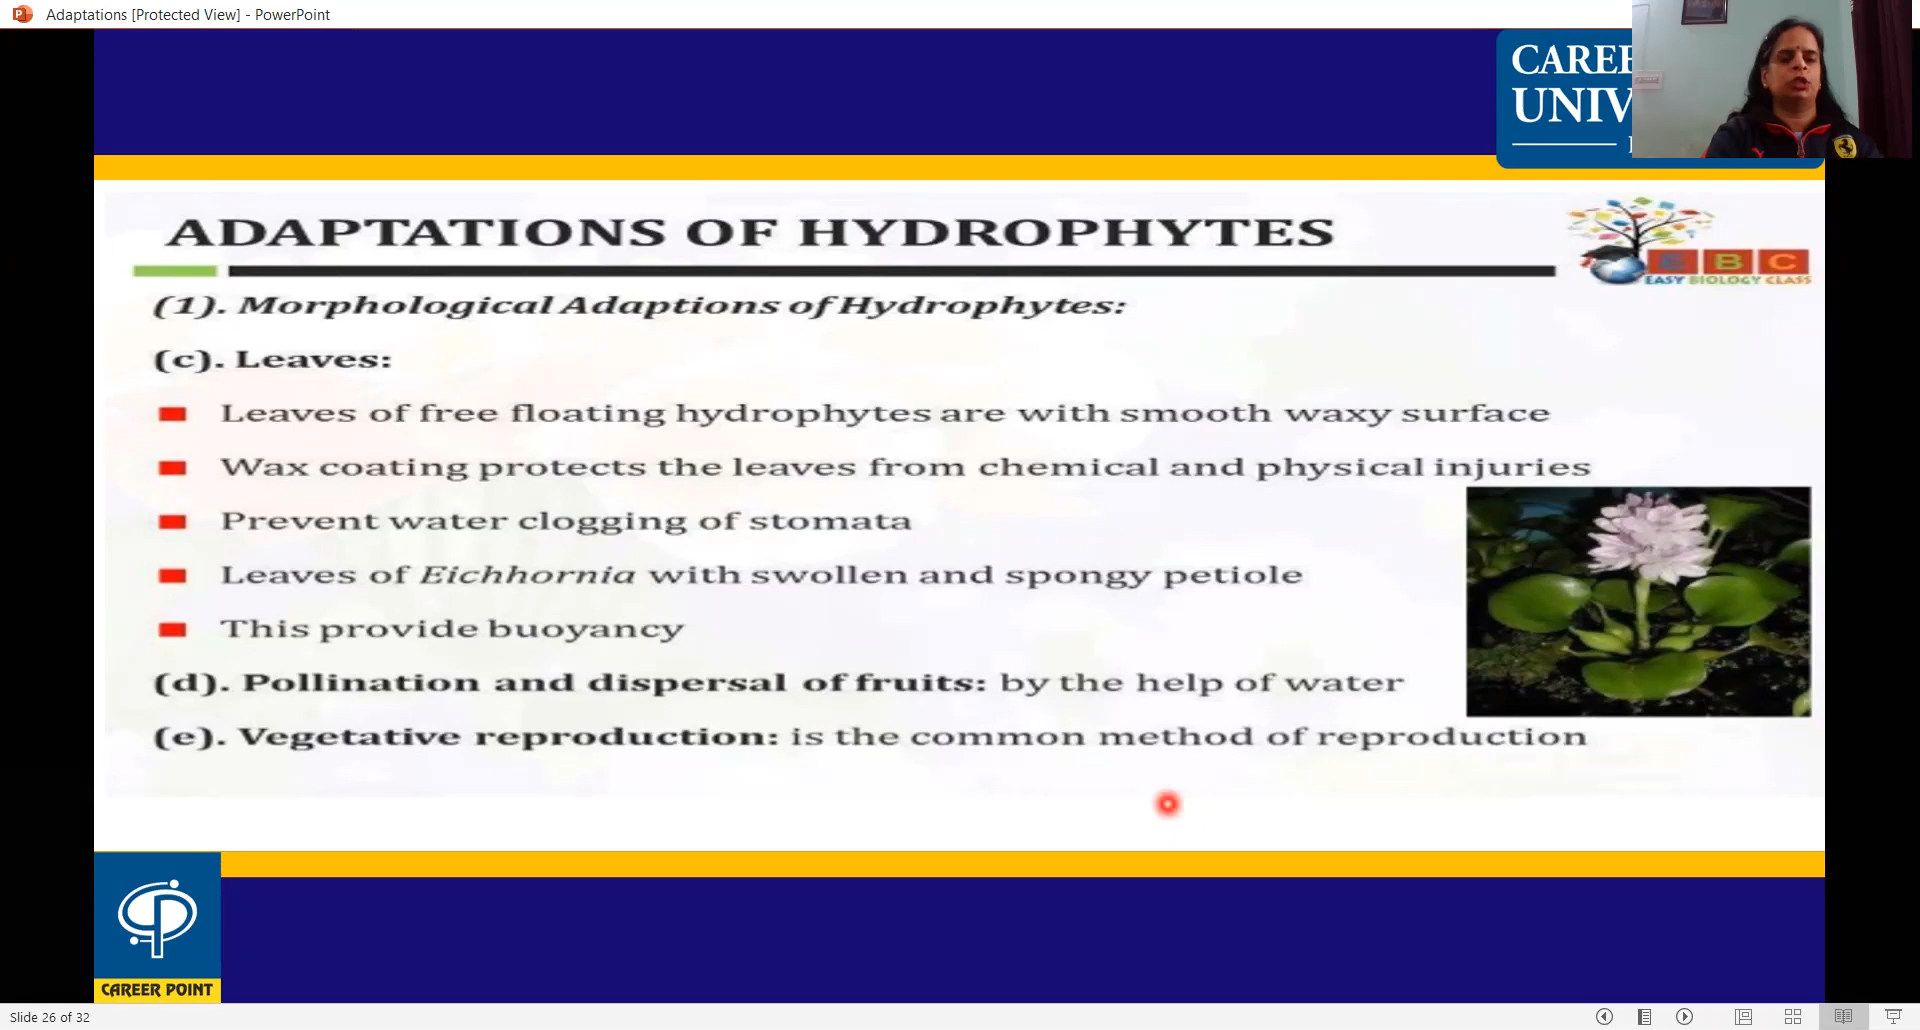 Adaptations [Protected View] - PowerPoint
UNIV
ADAPTATIONS OF HYDROPHYTES
E B C
EASY BIOLOGY CLASS
(1). Morphological Adaptions of Hydrophytes:
(c). Leaves:
Leaves of free floating hydrophytes are with smooth waxy surface
Wax coating protects the leaves from chemical and physical injuries
Prevent water clogging of stomata
Leaves of Eichhornia with swollen and spongy petiole
This provide buoyancy
(d). Pollination and dispersal of fruits: by the help of water
(e). Vegetative reproduction: is the common method of reproduction
CAREER POINT
Slide 26 of 32